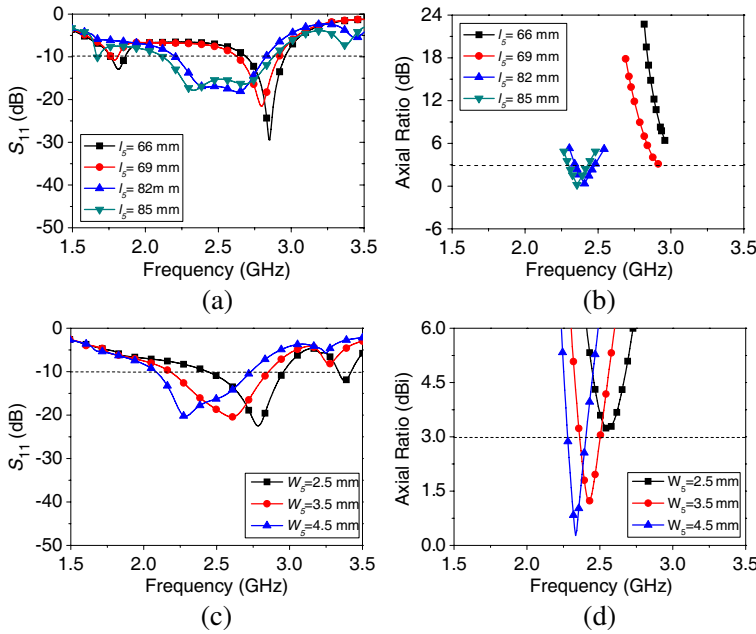 0
-10
-20
-30
-40
-50
S11 (dB)
l5= 66 mm
l5= 69 mm
l5= 82m m
l5= 85 mm
1.5 2.0 2.5 3.0 3.5
Frequency (GHz)
(a)
24
18
12
6
0
-6
Axial Ratio (dB)
l5= 66 mm
l5= 69 mm
l5= 82 mm
l5= 85 mm
1.5 2.0 2.5 3.0 3.5
Frequency (GHz)
(b)
0
-10
-20
-30
-40
-50
S11 (dB)
W5=2.5 mm
W5=3.5 mm
W5=4.5 mm
1.5 2.0 2.5 3.0 3.5
Frequency (GHz)
(c)
6.0
4.5
3.0
1.5
0.0
Axial Ratio (dBi)
W5=2.5 mm
W5=3.5 mm
W5=4.5 mm
1.5 2.0 2.5 3.0 3.5
Frequency (GHz)
(d)